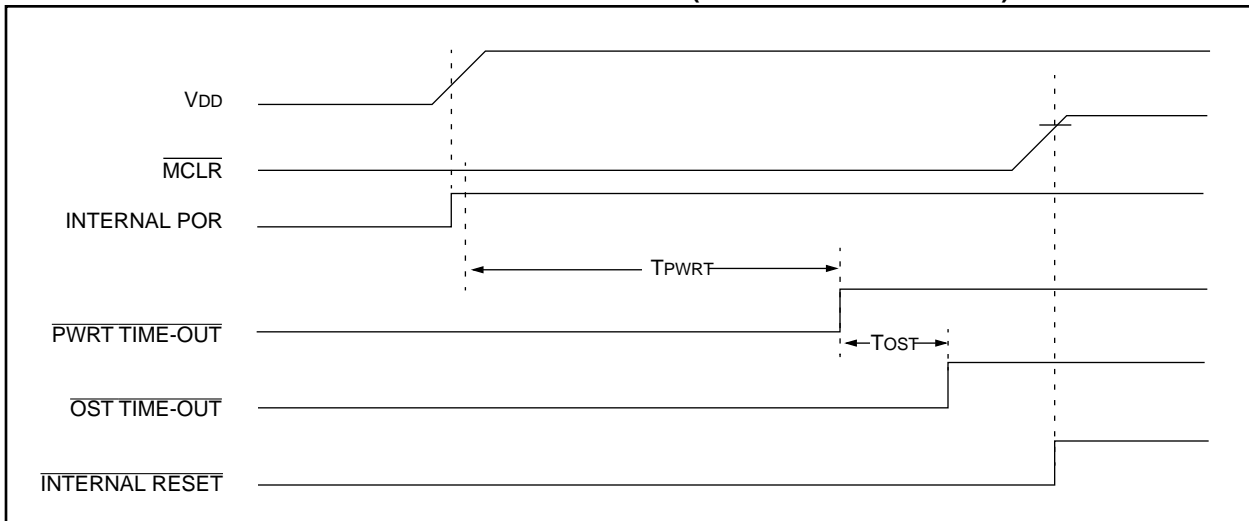 VDD
MCLR
INTERNAL POR
TPWRT
PWRT TIME-OUT
TOST
OST TIME-OUT
INTERNAL RESET